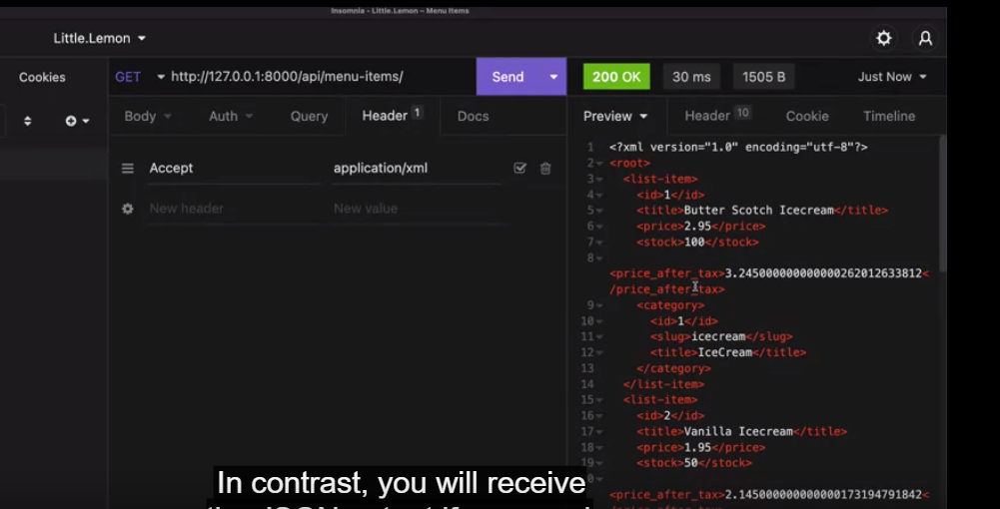 Insomnia - Little.Lemon – Menu Items
Little.Lemon
Cookies
GET http://127.0.0.1:8000/api/menu-items/ Send
200 OK 30 ms 1505 B Just Now
Body Auth Query Header 1 Docs
Preview Header 10 Cookie Timeline
Accept application/xml
New header New value
1 <?xml version="1.0" encoding="utf-8"?>
2 <root>
3 <list-item>
4 <id>1</id>
5 <title>Butter Scotch Icecream</title>
6 <price>2.95</price>
7 <stock>100</stock>
8
<price_after_tax>3.245000000000000262012633812<
/price_after_tax>
9 <category>
10 <id>1</id>
11 <slug>icecream</slug>
12 <title>IceCream</title>
13 </category>
14 </list-item>
15 <list-item>
16 <id>2</id>
17 <title>Vanilla Icecream</title>
18 <price>1.95</price>
19 <stock>50</stock>
<price_after_tax>2.145000000000000173194791842<
In contrast, you will receive